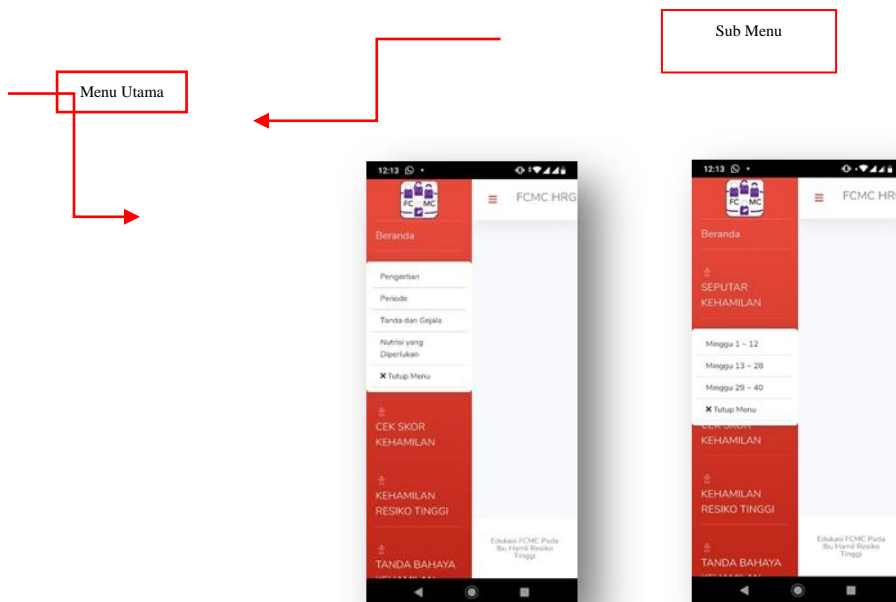 Sub Menu
Menu Utama
12:13
FC MC
FCMC HRG
Beranda
Pengertian
Periode
Tanda dan Gejala
Nutrisi yang
Diperlukan
✕ Tutup Menu
CEK SKOR
KEHAMILAN
KEHAMILAN
RESIKO TINGGI
TANDA BAHAYA
Edukasi FCMC Pada
Ibu Hamil Resiko
Tinggi
12:13
FC MC
FCMC HR
Beranda
SEPUTAR
KEHAMILAN
Minggu 1 – 12
Minggu 13 – 28
Minggu 29 – 40
✕ Tutup Menu
CEK SKOR
KEHAMILAN
KEHAMILAN
RESIKO TINGGI
TANDA BAHAYA
Edukasi FCMC Pada
Ibu Hamil Resiko
Tinggi